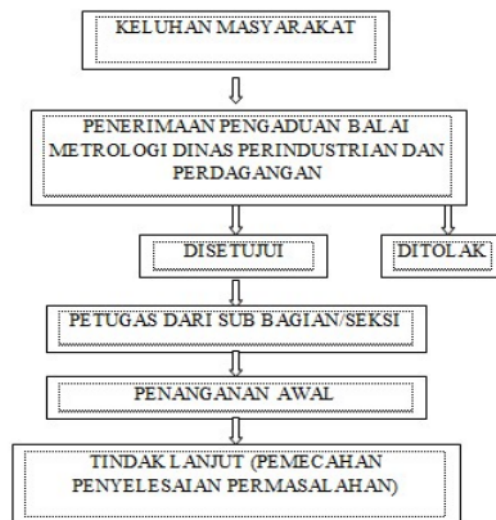 KELUHAN MASYARAKAT
PENERIMAAN PENGADUAN BALAI
METROLOGI DINAS PERINDUSTRIAN DAN
PERDAGANGAN
DISETUJUI
DITOLAK
PETUGAS DARI SUB BAGIAN/SEKSI
PENANGANAN AWAL
TINDAK LANJUT (PEMECAHAN
PENYELESAIAN PERMASALAHAN)